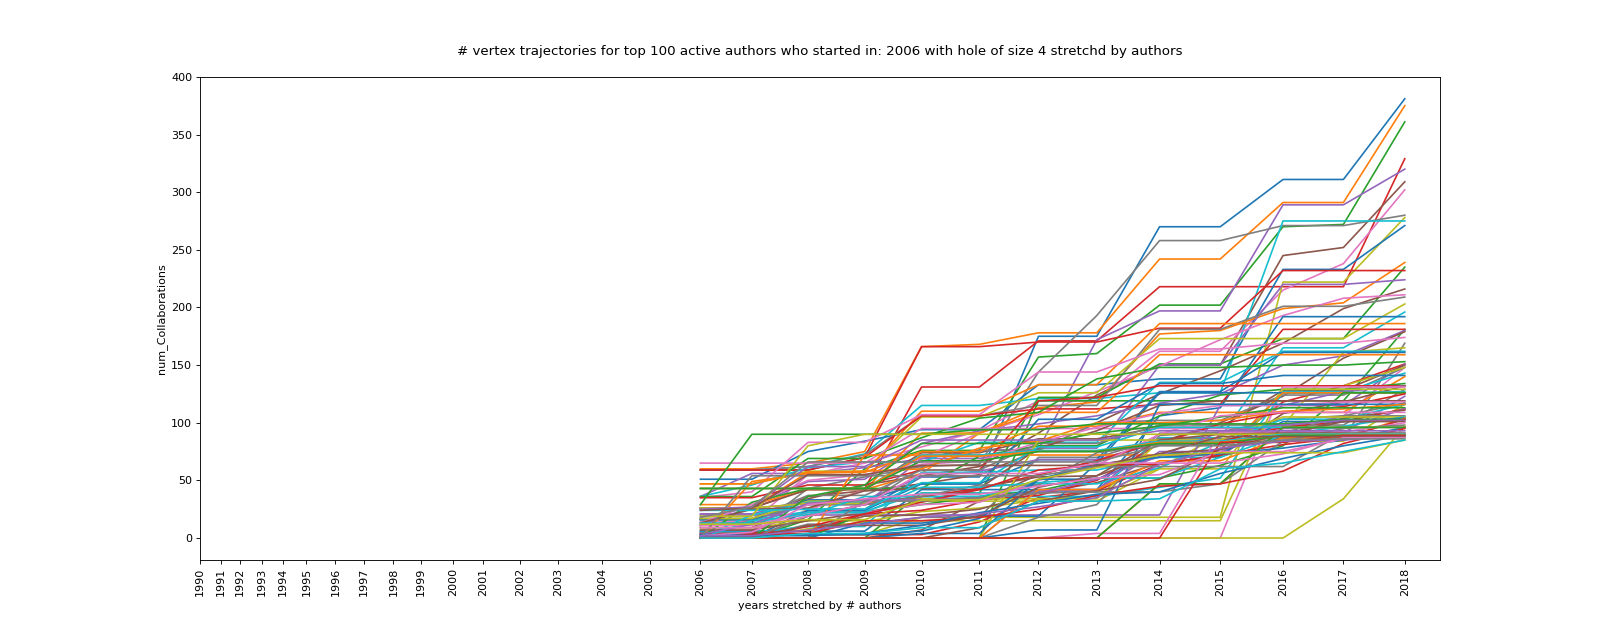 # vertex trajectories for top 100 active authors who started in: 2006 with hole of size 4 stretchd by authors
400
350
300
250
200
150
100
50
0
num_Collaborations
1990 1991 1992 1993 1994 1995 1996 1997 1998 1999 2000 2001 2002 2003 2004 2005 2006 2007 2008 2009 2010 2011 2012 2013 2014 2015 2016 2017 2018
years stretched by # authors